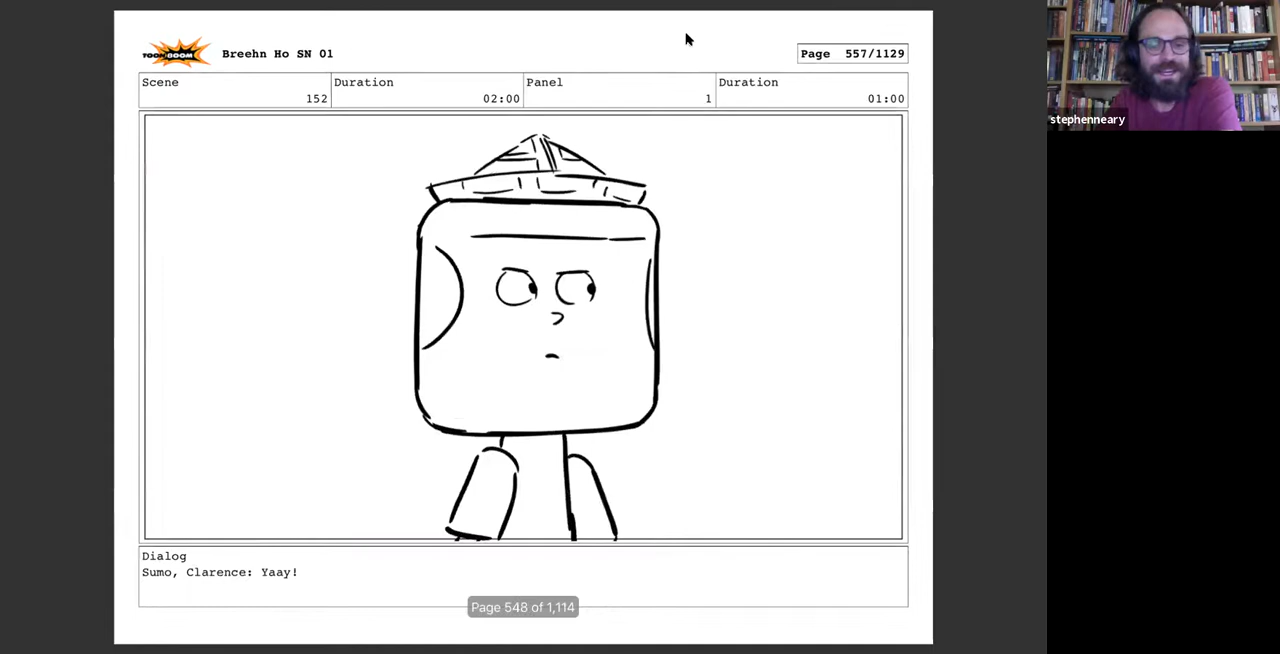 TOONBOOM
Breehn Ho SN 01
Page 557/1129
Scene
Duration
Panel
Duration
152
02:00
1
01:00
stephenneary
Dialog
Sumo, Clarence: Yaay!
Page 548 of 1,114